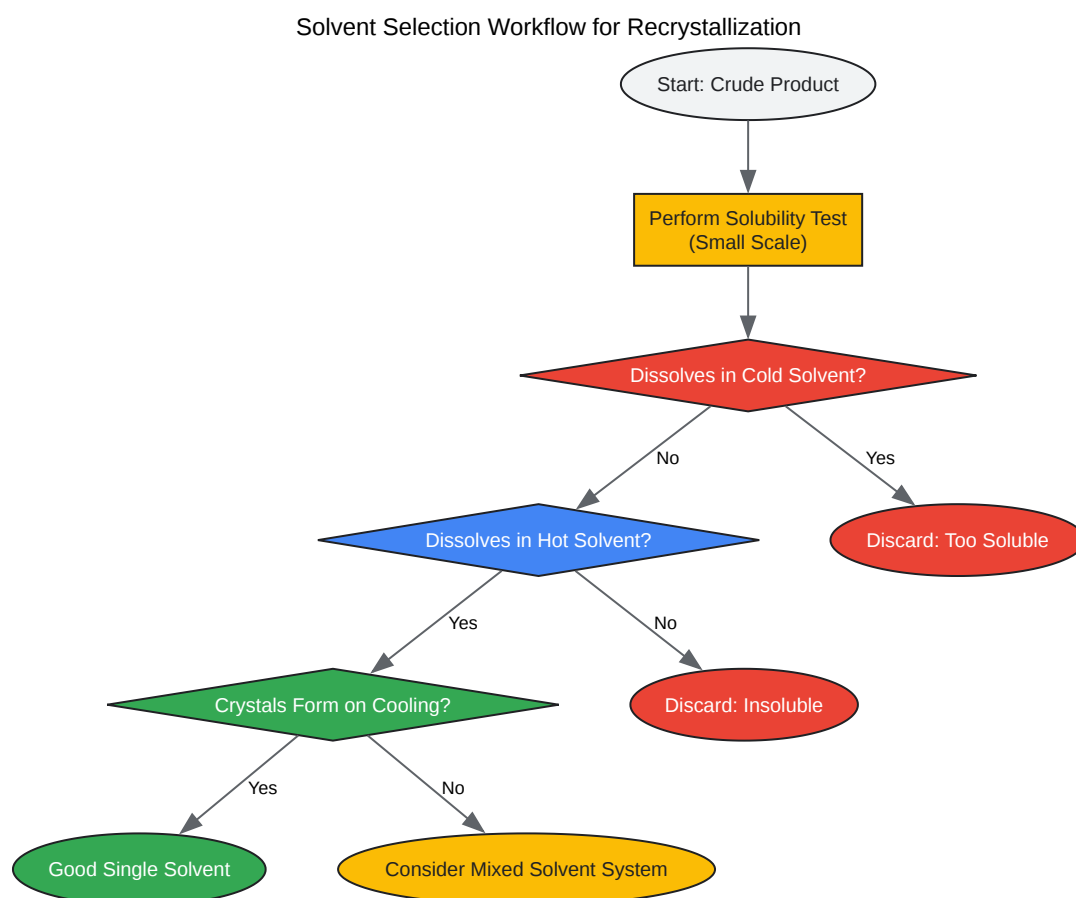 Solvent Selection Workflow for Recrystallization
Start: Crude Product
Perform Solubility Test
(Small Scale)
Dissolves in Cold Solvent?
No
Yes
Dissolves in Hot Solvent?
Discard: Too Soluble
Yes
No
Crystals Form on Cooling?
Discard: Insoluble
Yes
No
Good Single Solvent
Consider Mixed Solvent System